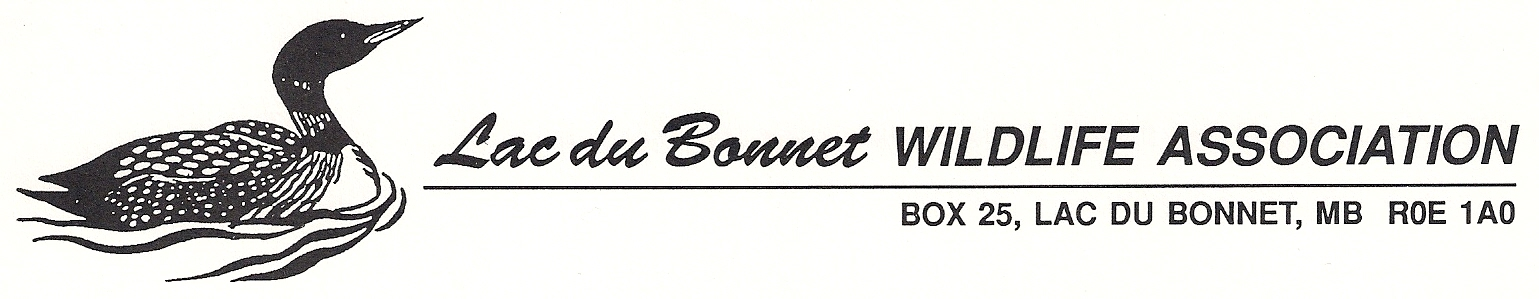 Lac du Bonnet WILDLIFE ASSOCIATION
BOX 25, LAC DU BONNET, MB R0E 1A0